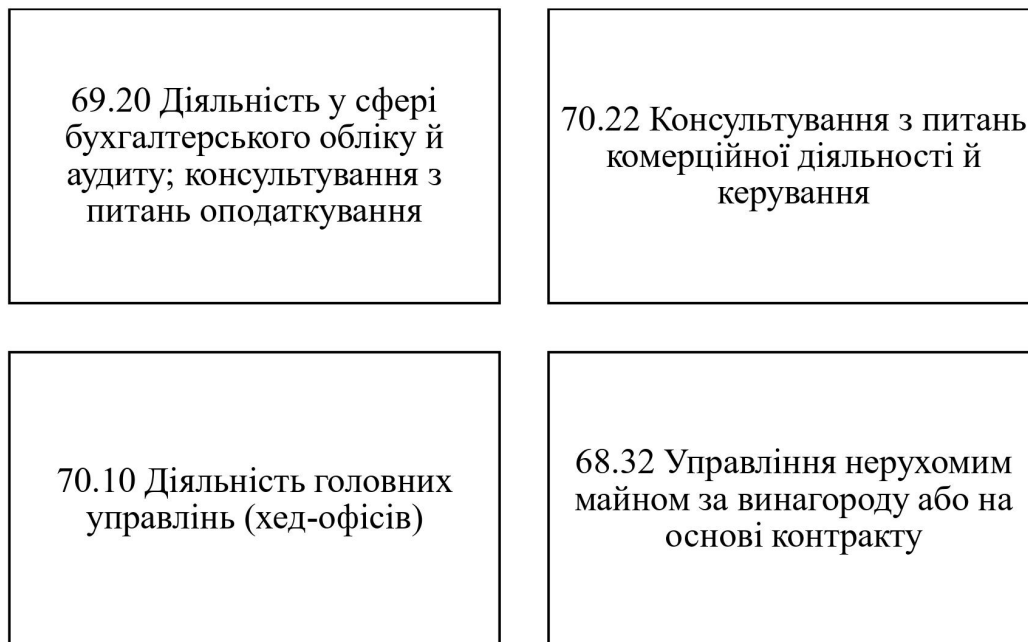 69.20 Діяльність у сфері
бухгалтерського обліку й
аудиту; консультування з
питань оподаткування
70.22 Консультування з питань
комерційної діяльності й
керування
70.10 Діяльність головних
управлінь (хед-офісів)
68.32 Управління нерухомим
майном за винагороду або на
основі контракту